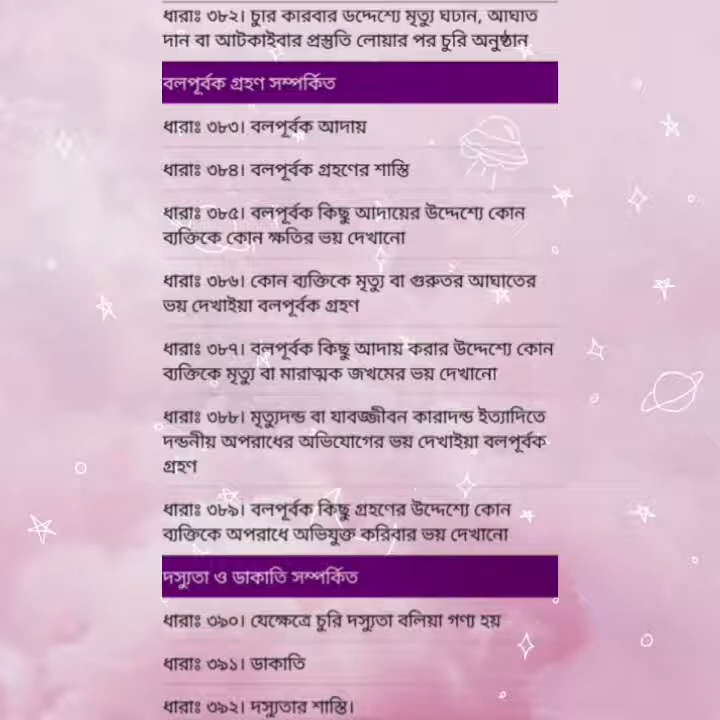 ধারাঃ ৩৮২। চুরি কারবার উদ্দেশ্যে মৃত্যু ঘটান, আঘাত
দান বা আটকাইবার প্রস্তুতি লোয়ার পর চুরি অনুষ্ঠান
বলপূর্বক গ্রহণ সম্পর্কিত
ধারাঃ ৩৮৩। বলপূর্বক আদায়
ধারাঃ ৩৮৪। বলপূর্বক গ্রহণের শাস্তি
ধারাঃ ৩৮৫। বলপূর্বক কিছু আদায়ের উদ্দেশ্যে কোন
ব্যক্তিকে কোন ক্ষতির ভয় দেখানো
ধারাঃ ৩৮৬। কোন ব্যক্তিকে মৃত্যু বা গুরুতর আঘাতের
ভয় দেখাইয়া বলপূর্বক গ্রহণ
ধারাঃ ৩৮৭। বলপূর্বক কিছু আদায় করার উদ্দেশ্যে কোন
ব্যক্তিকে মৃত্যু বা মারাত্মক জখমের ভয় দেখানো
ধারাঃ ৩৮৮। মৃত্যুদন্ড বা যাবজ্জীবন কারাদন্ড ইত্যাদিতে
দন্ডনীয় অপরাধের অভিযোগের ভয় দেখাইয়া বলপূর্বক
গ্রহণ
ধারাঃ ৩৮৯। বলপূর্বক কিছু গ্রহণের উদ্দেশ্যে কোন
ব্যক্তিকে অপরাধে অভিযুক্ত করিবার ভয় দেখানো
দস্যুতা ও ডাকাতি সম্পর্কিত
ধারাঃ ৩৯০। যেক্ষেত্রে চুরি দস্যুতা বলিয়া গণ্য হয়
ধারাঃ ৩৯১। ডাকাতি
ধারাঃ ৩৯২। দস্যুতার শাস্তি।